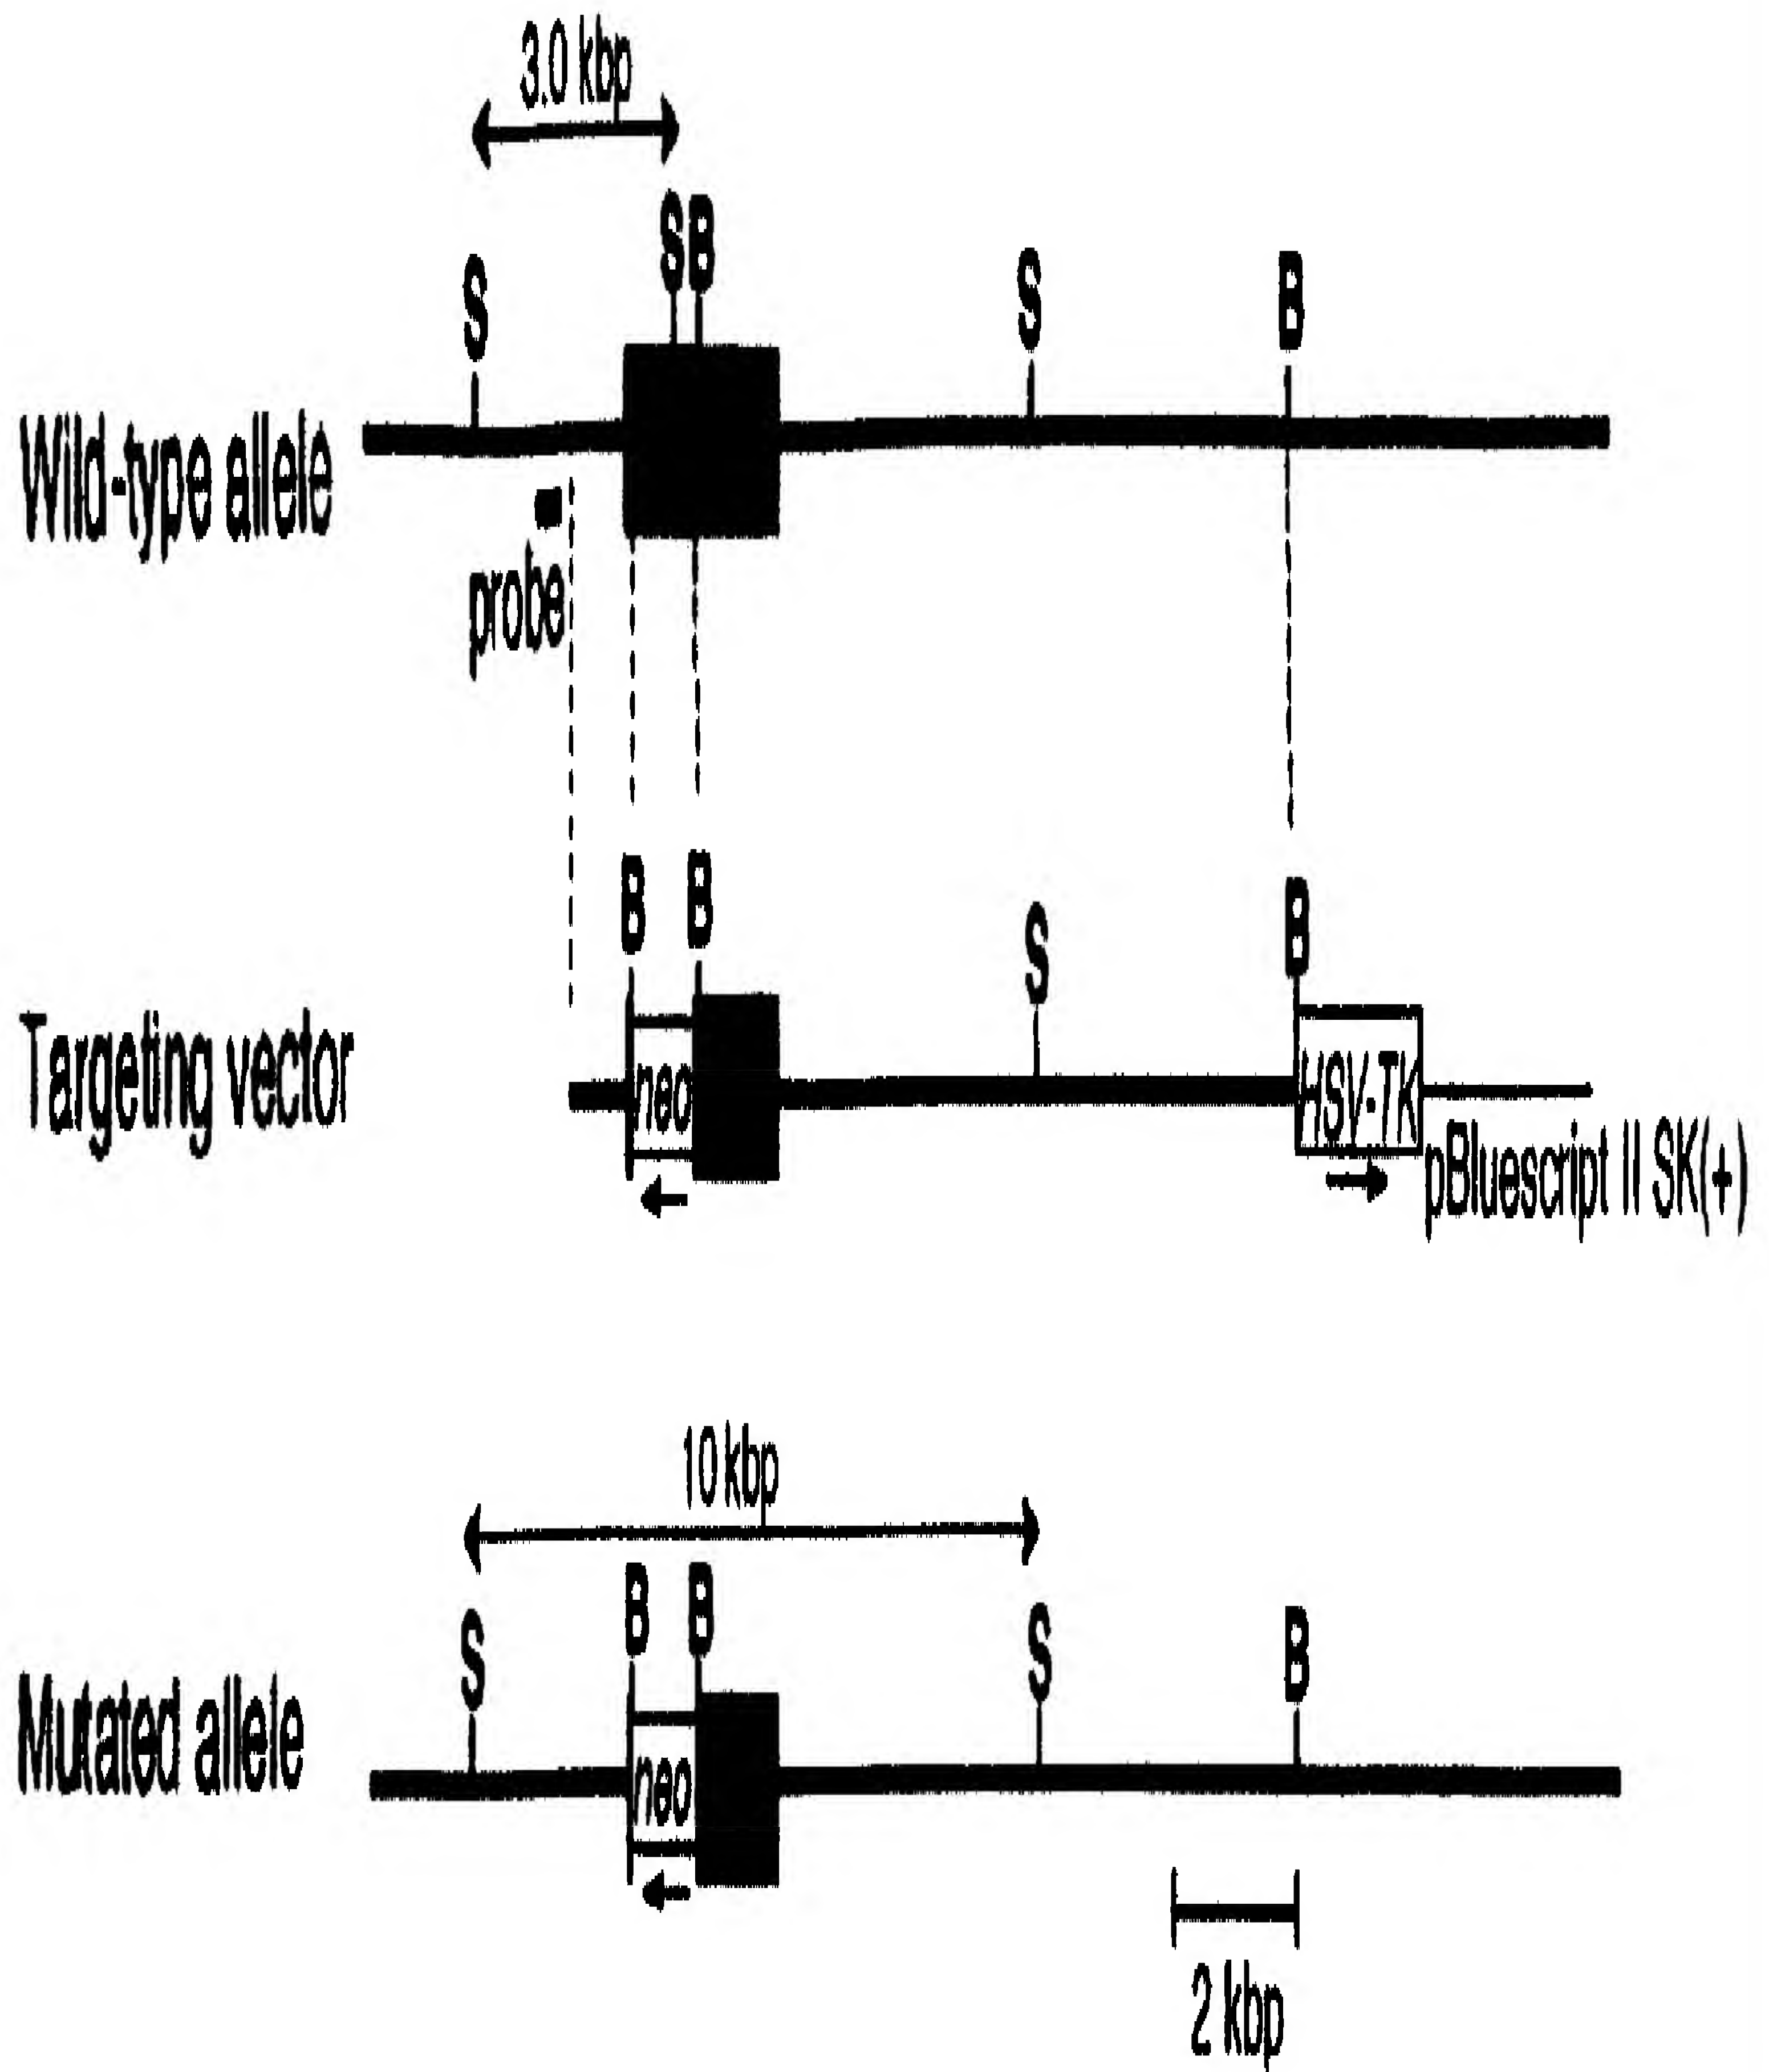 3.0 kbp
S B
S S B
Wild-type allele
probe
B B
S B
Targeting vector
neo HSV-TK
pBluescript II SK(+)
10 kbp
B B
S S B
Mutated allele
neo
2 kbp